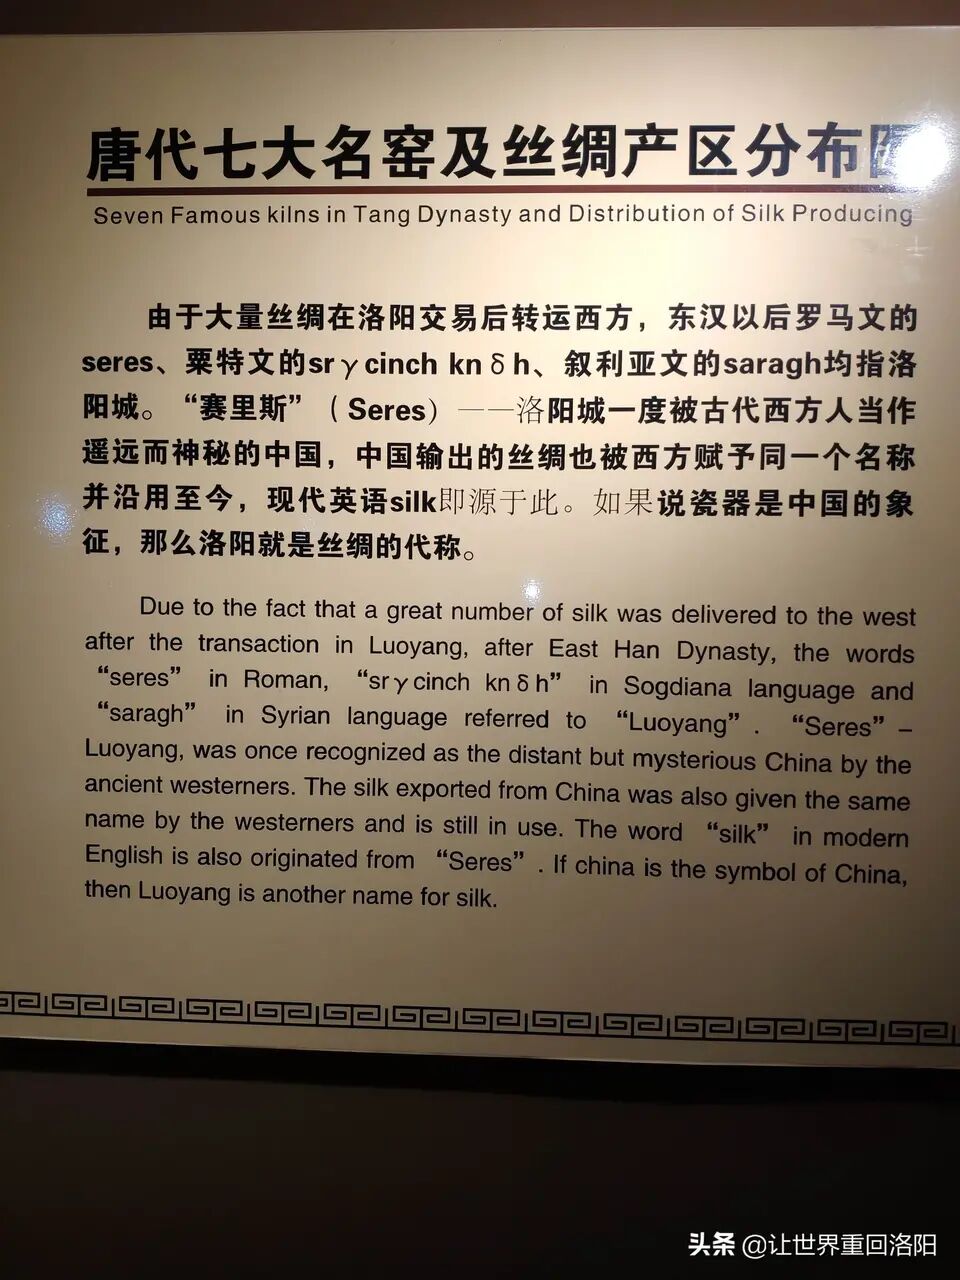 唐代七大名窑及丝绸产区分布图
Seven Famous kilns in Tang Dynasty and Distribution of Silk Producing
由于大量丝绸在洛阳交易后转运西方，东汉以后罗马文的
seres、粟特文的srγcinch knδh、叙利亚文的saragh均指洛
阳城。“赛里斯”（Seres）——洛阳城一度被古代西方人当作
遥远而神秘的中国，中国输出的丝绸也被西方赋予同一个名称
并沿用至今，现代英语silk即源于此。如果说瓷器是中国的象
征，那么洛阳就是丝绸的代称。
Due to the fact that a great number of silk was delivered to the west
after the transaction in Luoyang, after East Han Dynasty, the words
“seres” in Roman, “srγcinch knδh” in Sogdiana language and
“saragh” in Syrian language referred to “Luoyang”. “Seres” –
Luoyang, was once recognized as the distant but mysterious China by the
ancient westerners. The silk exported from China was also given the same
name by the westerners and is still in use. The word “silk” in modern
English is also originated from “Seres”. If china is the symbol of China,
then Luoyang is another name for silk.
头条 @让世界重回洛阳